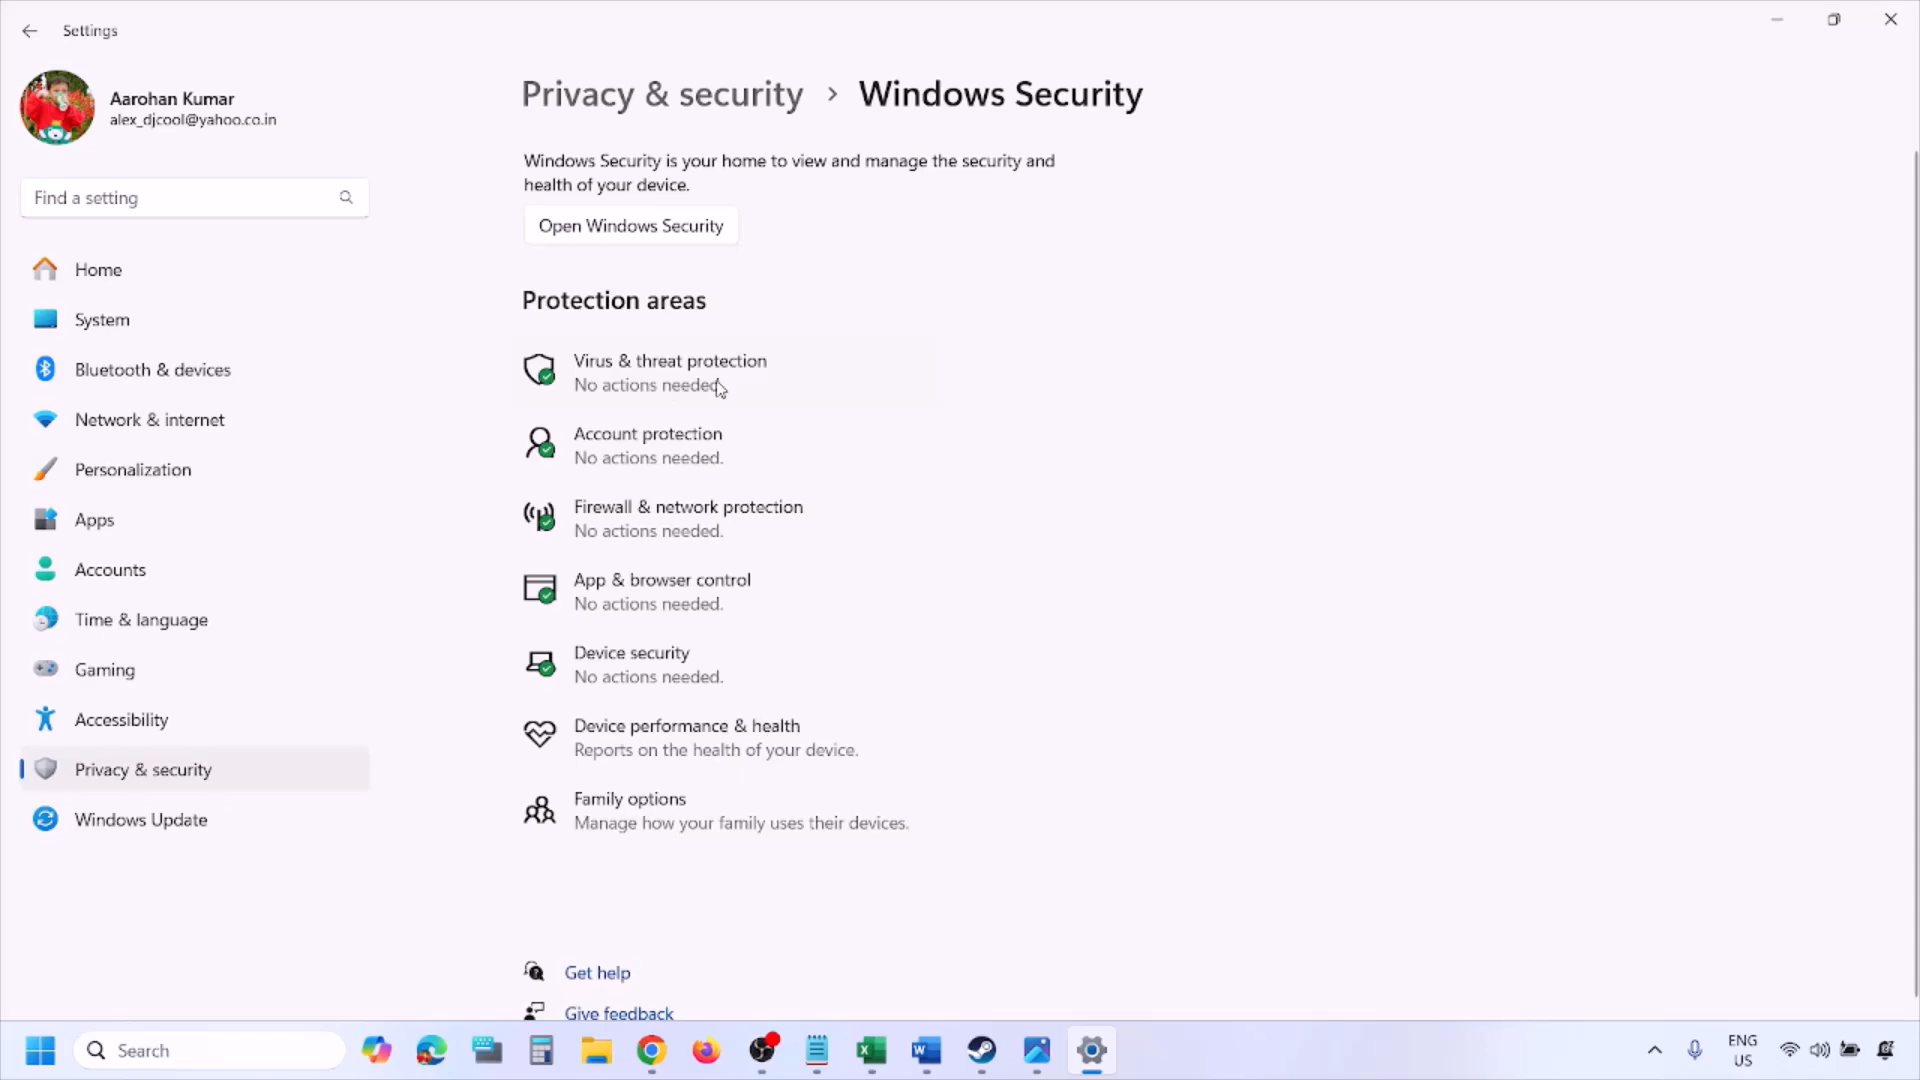 Settings
Aarohan Kumar
alex_djcool@yahoo.co.in
Find a setting
Home
System
Bluetooth & devices
Network & internet
Personalization
Apps
Accounts
Time & language
Gaming
Accessibility
Privacy & security
Windows Update
Privacy & security > Windows Security
Windows Security is your home to view and manage the security and
health of your device.
Open Windows Security
Protection areas
Virus & threat protection
No actions needed.
Account protection
No actions needed.
Firewall & network protection
No actions needed.
App & browser control
No actions needed.
Device security
No actions needed.
Device performance & health
Reports on the health of your device.
Family options
Manage how your family uses their devices.
Get help
Give feedback
Search
ENG
US